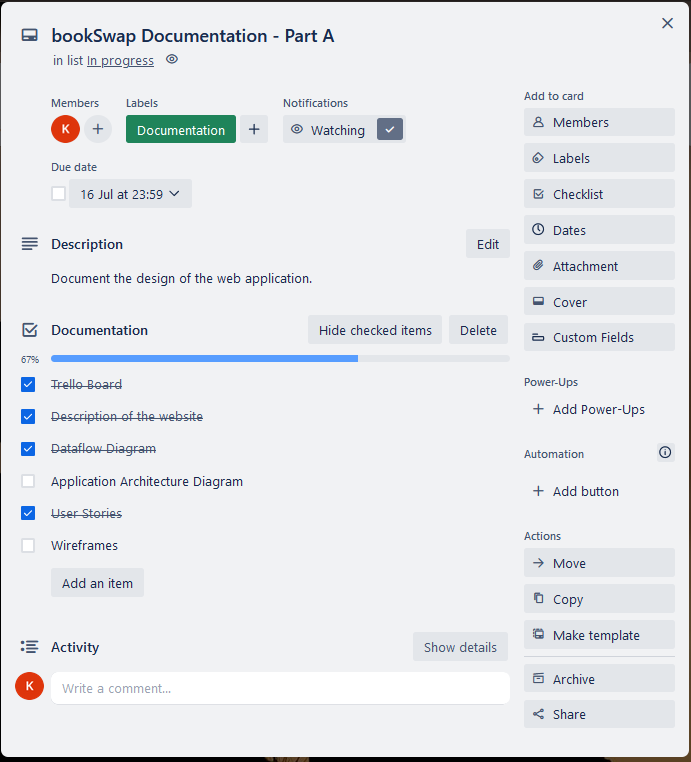 bookSwap Documentation - Part A
in list In progress
Members
Labels
Notifications
K
Documentation
Watching
Due date
16 Jul at 23:59
Description
Edit
Document the design of the web application.
Documentation
Hide checked items
Delete
67%
Trello Board
Description of the website
Dataflow Diagram
Application Architecture Diagram
User Stories
Wireframes
Add an item
Activity
Show details
K
Write a comment...
Add to card
Members
Labels
Checklist
Dates
Attachment
Cover
Custom Fields
Power-Ups
+ Add Power-Ups
Automation
+ Add button
Actions
Move
Copy
Make template
Archive
Share